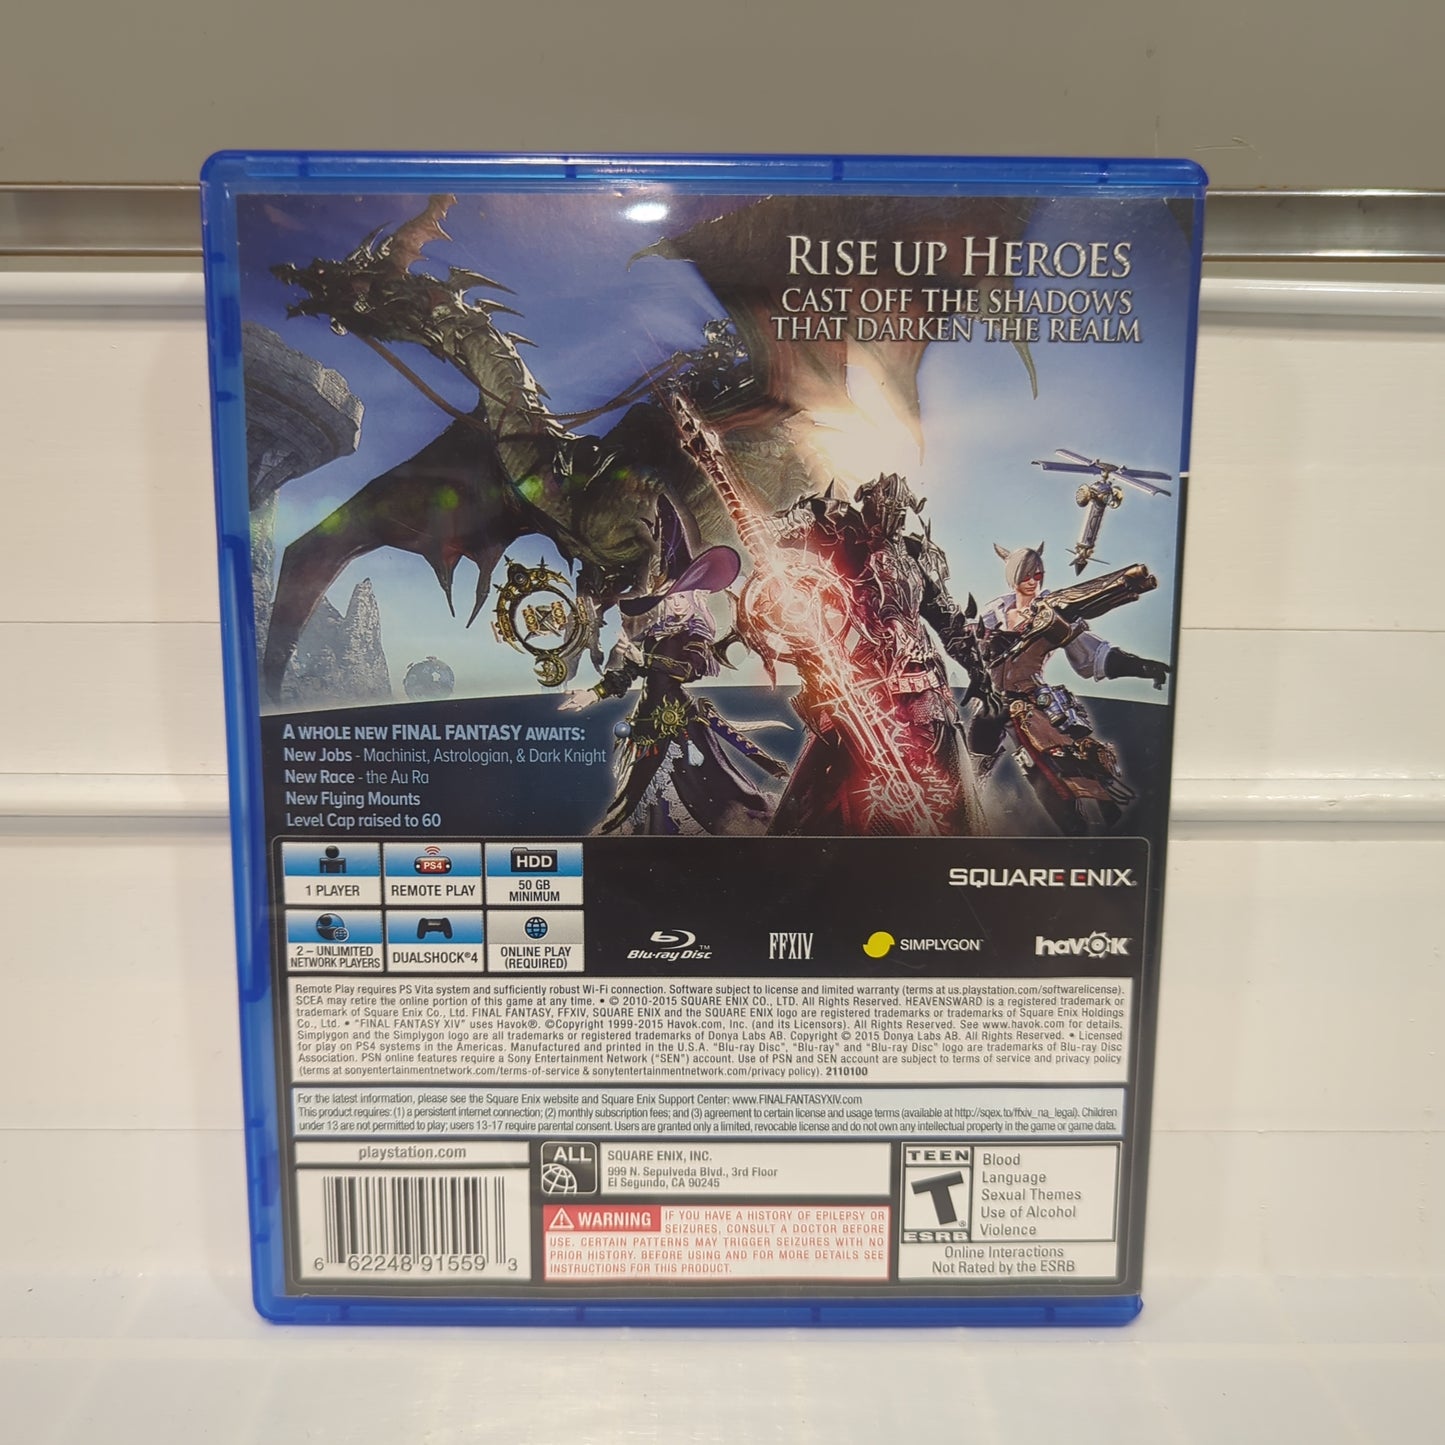 RISE UP HEROES
CAST OFF THE SHADOWS
THAT DARKEN THE REALM
A WHOLE NEW FINAL FANTASY AWAITS:
New Jobs - Machinist, Astrologian, & Dark Knight
New Race - the Au Ra
New Flying Mounts
Level Cap raised to 60
1 PLAYER
PS4
REMOTE PLAY
HDD
50 GB
MINIMUM
2 – UNLIMITED
NETWORK PLAYERS
DUALSHOCK®4
ONLINE PLAY
(REQUIRED)
SQUARE ENIX.
Blu-ray Disc™
FFXIV
SIMPLYGON™
havok
Remote Play requires PS Vita system and sufficiently robust Wi-Fi connection. Software subject to license and limited warranty (terms at us.playstation.com/softwarelicense).
SCEA may retire the online portion of this game at any time. • © 2010-2015 SQUARE ENIX CO., LTD. All Rights Reserved. HEAVENSWARD is a registered trademark or
trademark of Square Enix Co., Ltd. FINAL FANTASY, FFXIV, SQUARE ENIX and the SQUARE ENIX logo are registered trademarks or trademarks of Square Enix Holdings
Co., Ltd. • "FINAL FANTASY XIV" uses Havok®. ©Copyright 1999-2015 Havok.com, Inc. (and its Licensors). All Rights Reserved. See www.havok.com for details.
Simplygon and the Simplygon logo are all trademarks or registered trademarks of Donya Labs AB. Copyright © 2015 Donya Labs AB. All Rights Reserved. • Licensed
for play on PS4 systems in the Americas. Manufactured and printed in the U.S.A. "Blu-ray Disc", "Blu-ray" and "Blu-ray Disc" logo are trademarks of Blu-ray Disc
Association. PSN online features require a Sony Entertainment Network ("SEN") account. Use of PSN and SEN account are subject to terms of service and privacy policy
(terms at sonyentertainmentnetwork.com/terms-of-service & sonytentertainmentnetwork.com/privacy policy). 2110100
For the latest information, please see the Square Enix website and Square Enix Support Center: www.FINALFANTASYXIV.com
This product requires: (1) a persistent internet connection; (2) monthly subscription fees; and (3) agreement to certain license and usage terms (available at http://sqex.to/ffxiv_na_legal). Children
under 13 are not permitted to play; users 13-17 require parental consent. Users are granted only a limited, revocable license and do not own any intellectual property in the game or game data.
playstation.com
6 62248 91559 3
ALL
SQUARE ENIX, INC.
999 N. Sepulveda Blvd., 3rd Floor
El Segundo, CA 90245
WARNING IF YOU HAVE A HISTORY OF EPILEPSY OR
SEIZURES, CONSULT A DOCTOR BEFORE
USE. CERTAIN PATTERNS MAY TRIGGER SEIZURES WITH NO
PRIOR HISTORY. BEFORE USING AND FOR MORE DETAILS SEE
INSTRUCTIONS FOR THIS PRODUCT.
TEEN
T
ESRB
Blood
Language
Sexual Themes
Use of Alcohol
Violence
Online Interactions
Not Rated by the ESRB